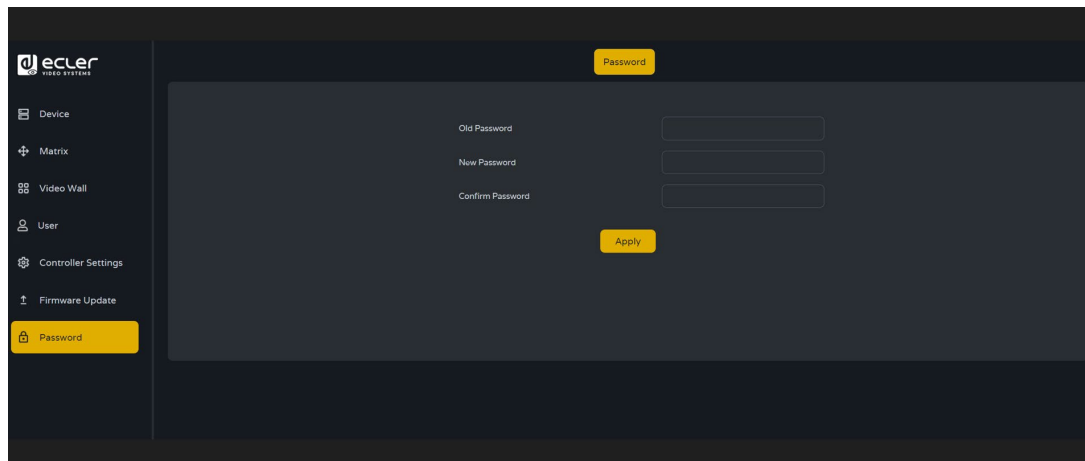 ecler
VIDEO SYSTEMS
Device
Matrix
Video Wall
User
Controller Settings
Firmware Update
Password
Password
Old Password
New Password
Confirm Password
Apply